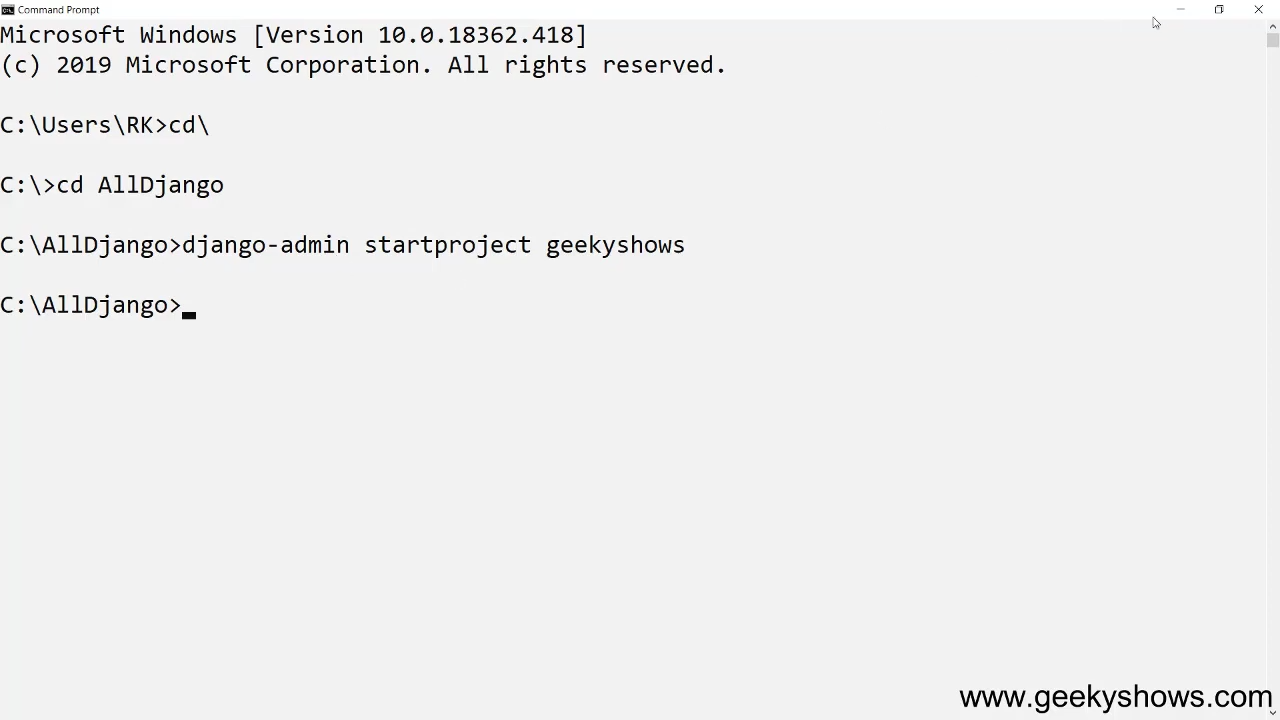 Command Prompt
Microsoft Windows [Version 10.0.18362.418]
(c) 2019 Microsoft Corporation. All rights reserved.
C:\Users\RK>cd\
C:\>cd AllDjango
C:\AllDjango>django-admin startproject geekyshows
C:\AllDjango>
www.geekyshows.com